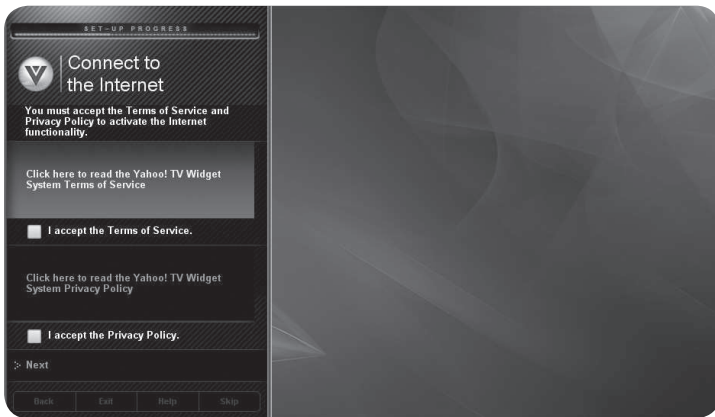 SET-UP PROGRESS
Connect to
the Internet
You must accept the Terms of Service and
Privacy Policy to activate the Internet
functionality.
Click here to read the Yahoo! TV Widget
System Terms of Service
I accept the Terms of Service.
Click here to read the Yahoo! TV Widget
System Privacy Policy
I accept the Privacy Policy.
Next
Back Exit Help Skip